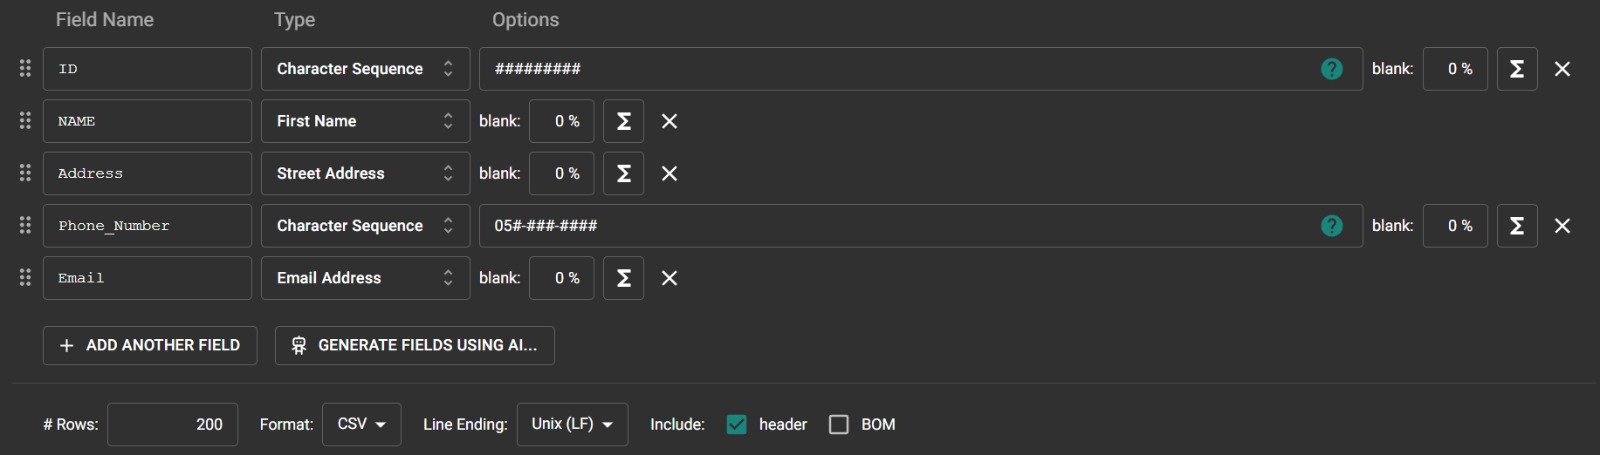 Field Name Type Options
ID Character Sequence ######### ? blank: 0 % Σ ×
NAME First Name blank: 0 % Σ ×
Address Street Address blank: 0 % Σ ×
Phone_Number Character Sequence 05#-###-#### ? blank: 0 % Σ ×
Email Email Address blank: 0 % Σ ×
+ ADD ANOTHER FIELD GENERATE FIELDS USING AI...
# Rows: 200 Format: CSV Line Ending: Unix (LF) Include: header BOM